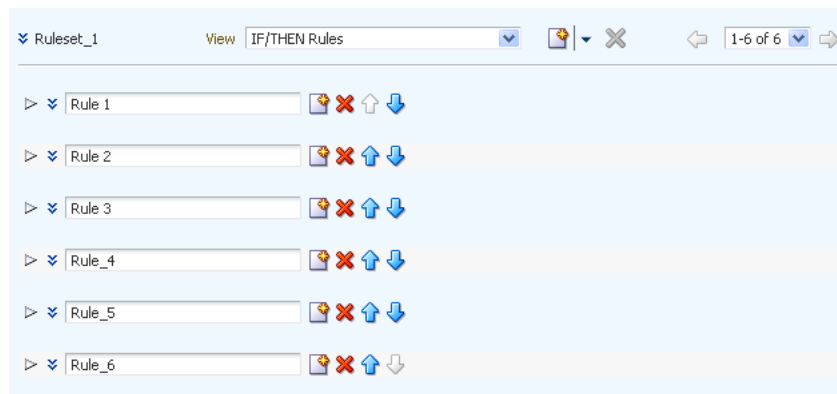 Ruleset_1 View IF/THEN Rules 1-6 of 6
Rule 1
Rule 2
Rule 3
Rule_4
Rule_5
Rule_6